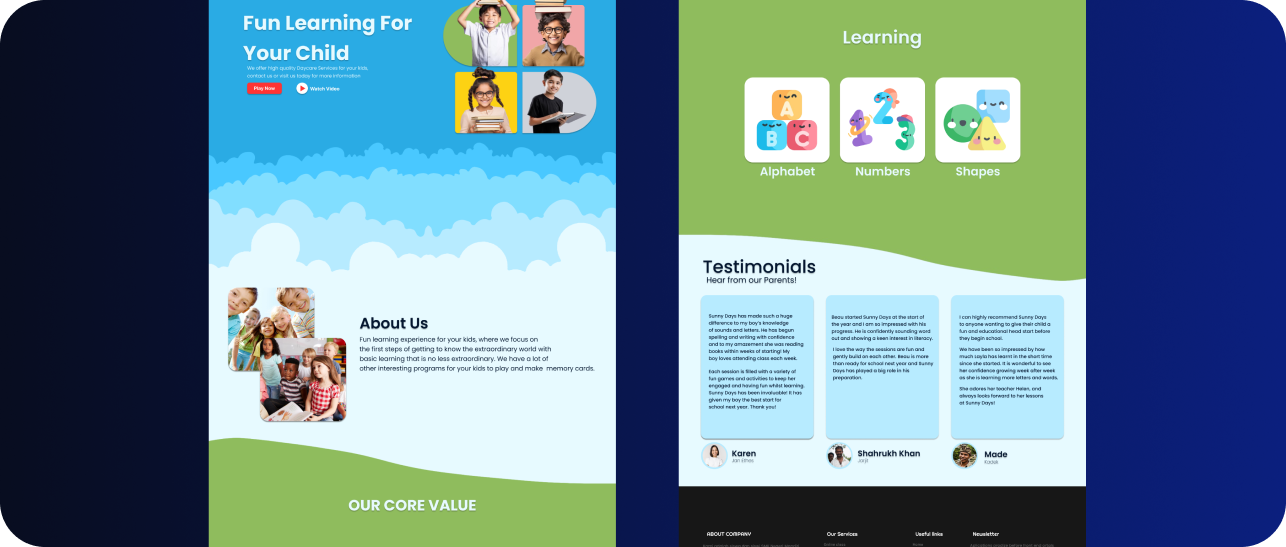 Fun Learning For
Your Child
We offer high quality Daycare Services for your kids,
contact us or visit us today for more information
Play Now
Watch Video
About Us
Fun learning experience for your kids, where we focus on
the first steps of getting to know the extraordinary world with
basic learning that is no less extraordinary. We have a lot of
other interesting programs for your kids to play and make memory cards.
OUR CORE VALUE
Learning
A
B
C
1
2
3
Alphabet
Numbers
Shapes
Testimonials
Hear from our Parents!
Sunny Days has made such a huge
difference to my boy's knowledge
of sounds and letters. He has begun
spelling and writing with confidence
and to my amazement she was reading
books within weeks of starting! My
boy loves attending class each week.
Each session is filled with a variety of
fun games and activities to keep her
engaged and having fun whilst learning.
Sunny Days has been invaluable! It has
given my boy the best start for
school next year. Thank you!
Beau started Sunny Days at the start of
the year and I am so impressed with his
progress. He is confidently sounding word
out and showing a keen interest in literacy.
I love the way the sessions are fun and
gently build on each other. Beau is more
than ready for school next year and Sunny
Days has played a big role in his
preparation.
I can highly recommend Sunny Days
to anyone wanting to give their child a
fun and educational head start before
they begin school.
We have been so impressed by how
much Layla has learnt in the short time
since she started. It is wonderful to see
her confidence growing week after week
as she is learning more letters and words.
She adores her teacher Helen, and
always looks forward to her lessons
at Sunny Days!
Karen
Shahrukh Khan
Made
ABOUT COMPANY
Our Services
Useful links
Newsletter